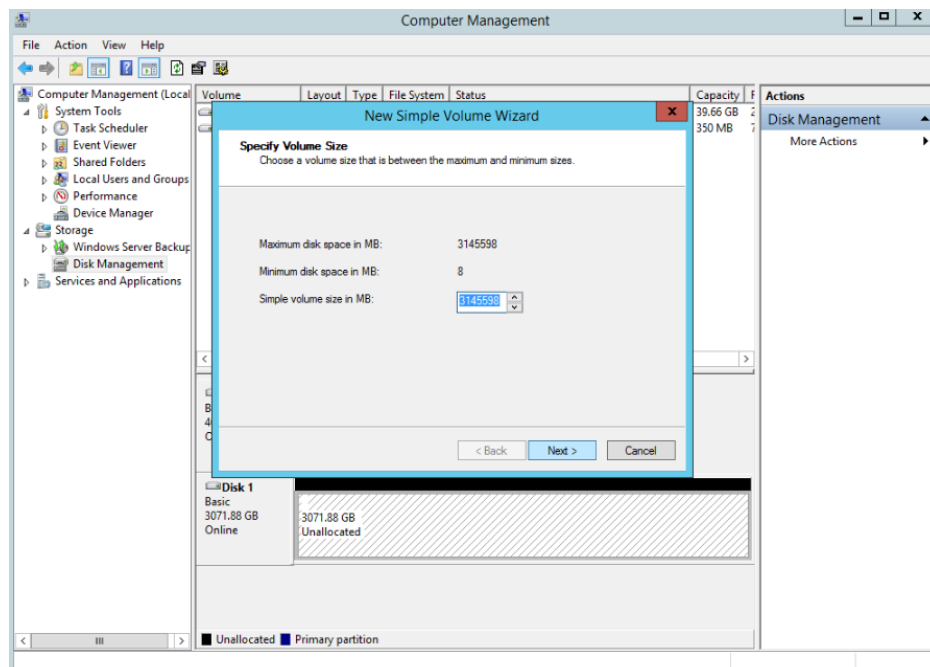 Computer Management
File Action View Help
Computer Management (Local
System Tools
Task Scheduler
Event Viewer
Shared Folders
Local Users and Groups
Performance
Device Manager
Storage
Windows Server Backup
Disk Management
Services and Applications
Volume Layout Type File System Status Capacity F
39.66 GB 2
350 MB 7
New Simple Volume Wizard
Specify Volume Size
Choose a volume size that is between the maximum and minimum sizes.
Maximum disk space in MB: 3145598
Minimum disk space in MB: 8
Simple volume size in MB: 3145598
< Back Next > Cancel
B
4
O
Disk 1
Basic
3071.88 GB
Online
3071.88 GB
Unallocated
Unallocated Primary partition
Actions
Disk Management
More Actions